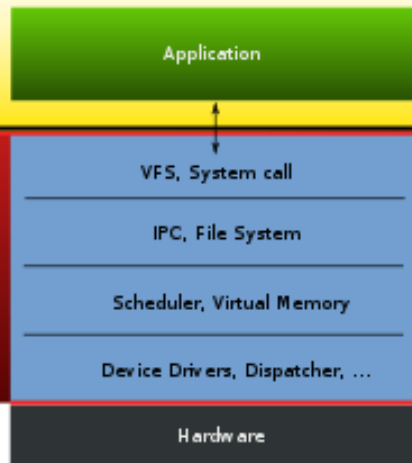 Application
VFS, System call
IPC, File System
Scheduler, Virtual Memory
Device Drivers, Dispatcher, ...
Hardware